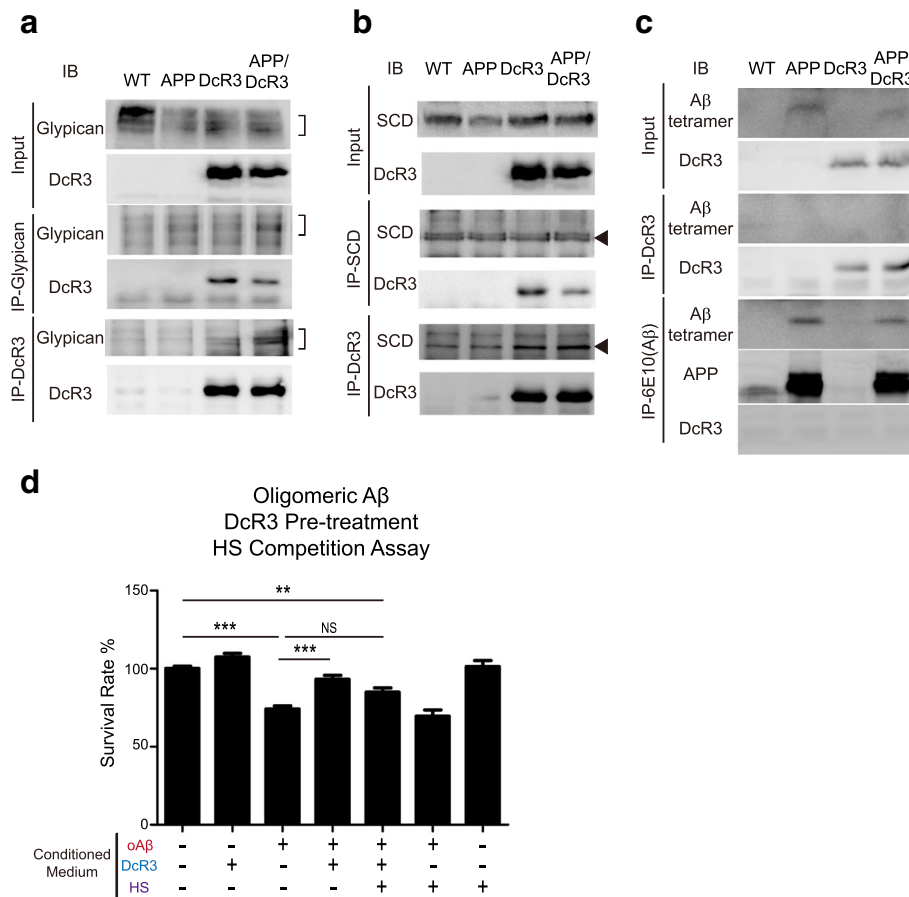 a
IB WT APP DcR3 APP/
DcR3
Input
Glypican
DcR3
IP-Glypican
Glypican
DcR3
IP-DcR3
Glypican
DcR3
b
IB WT APP DcR3 APP/
DcR3
Input
SCD
DcR3
IP-SCD
SCD
DcR3
IP-DcR3
SCD
DcR3
c
IB WT APP DcR3 APP/
DcR3
Input
Aβ
tetramer
DcR3
IP-DcR3
Aβ
tetramer
DcR3
IP-6E10(Aβ)
Aβ
tetramer
APP
DcR3
d
Oligomeric Aβ
DcR3 Pre-treatment
HS Competition Assay
Survival Rate %
150
100
50
0
**
*** NS
***
Conditioned
Medium
oAβ - - + + + + -
DcR3 - + - + + - -
HS - - - - + + +